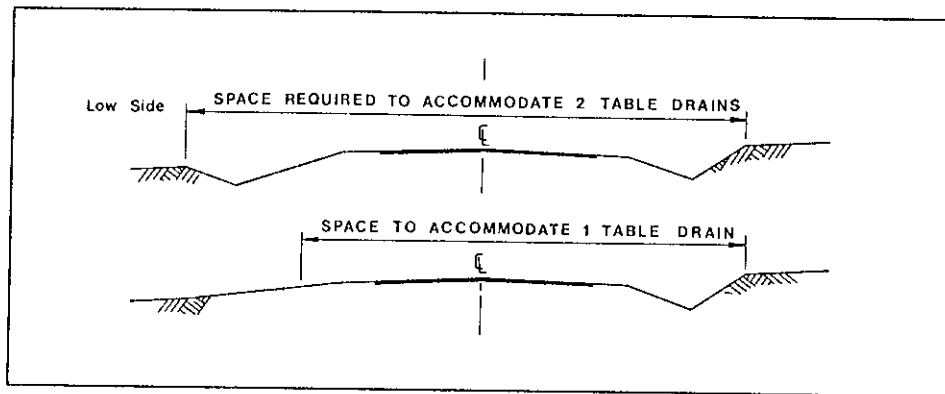 Low Side
SPACE REQUIRED TO ACCOMMODATE 2 TABLE DRAINS
℄
SPACE TO ACCOMMODATE 1 TABLE DRAIN
℄